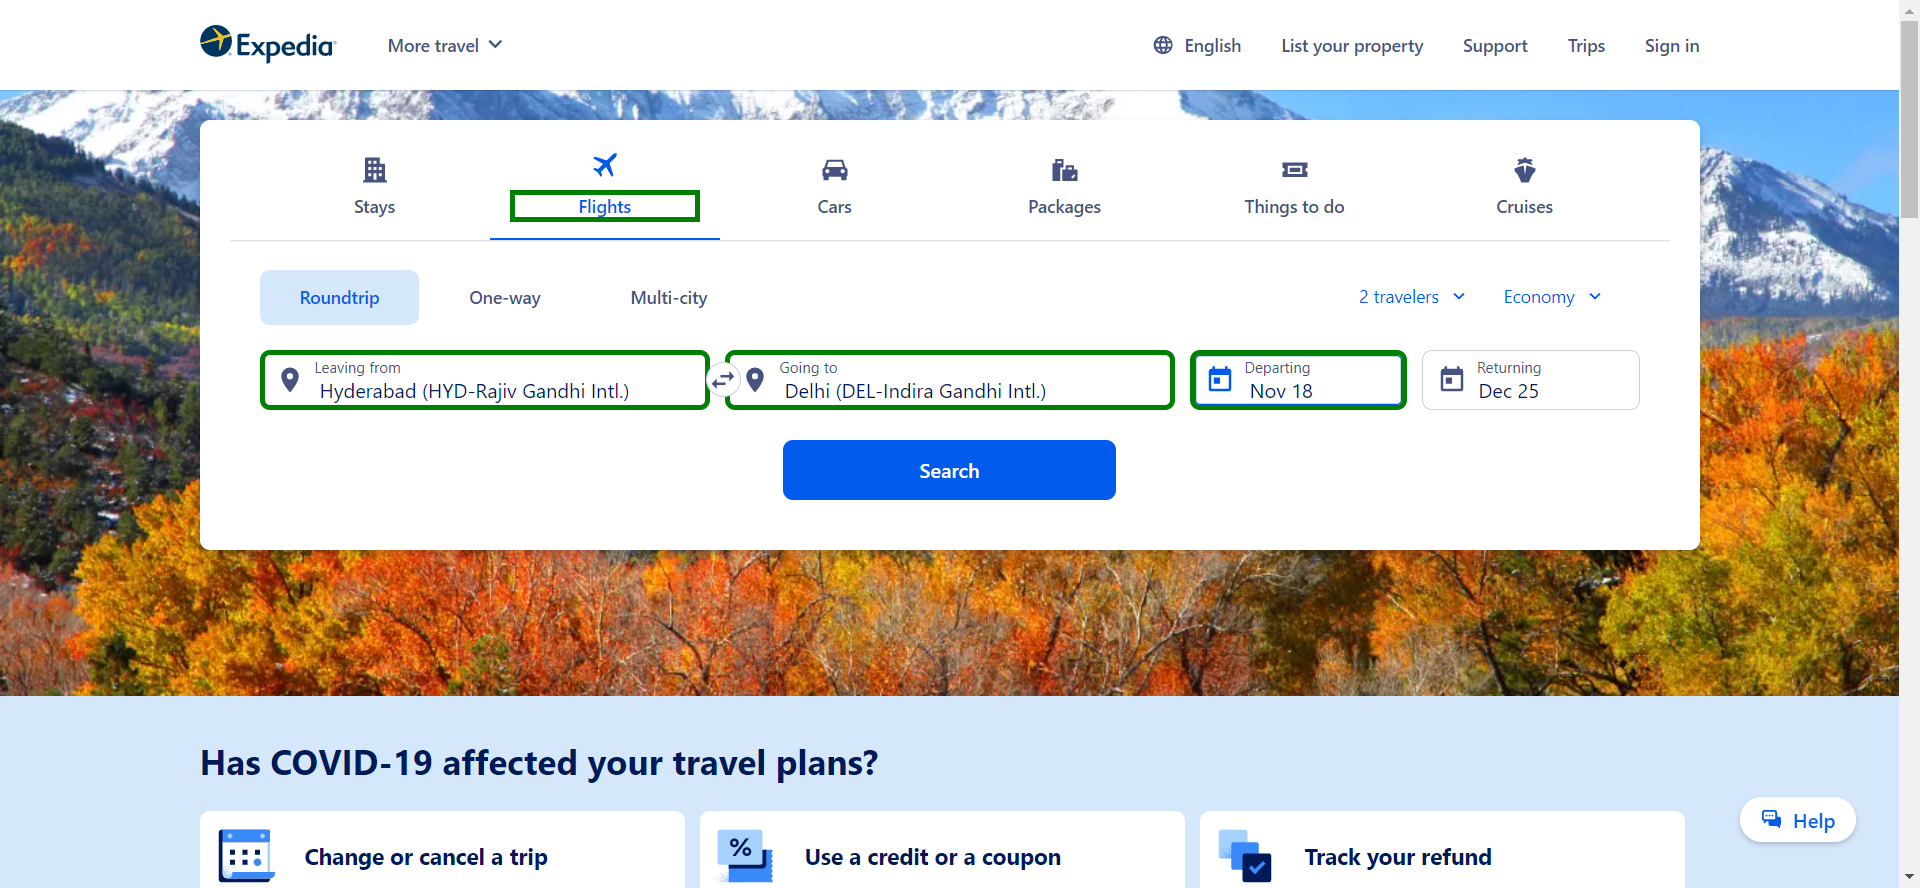 Expedia
More travel
English
List your property
Support
Trips
Sign in
Stays
Flights
Cars
Packages
Things to do
Cruises
Roundtrip
One-way
Multi-city
2 travelers
Economy
Leaving from
Hyderabad (HYD-Rajiv Gandhi Intl.)
Going to
Delhi (DEL-Indira Gandhi Intl.)
Departing
Nov 18
Returning
Dec 25
Search
Has COVID-19 affected your travel plans?
Change or cancel a trip
%
Use a credit or a coupon
Track your refund
Help